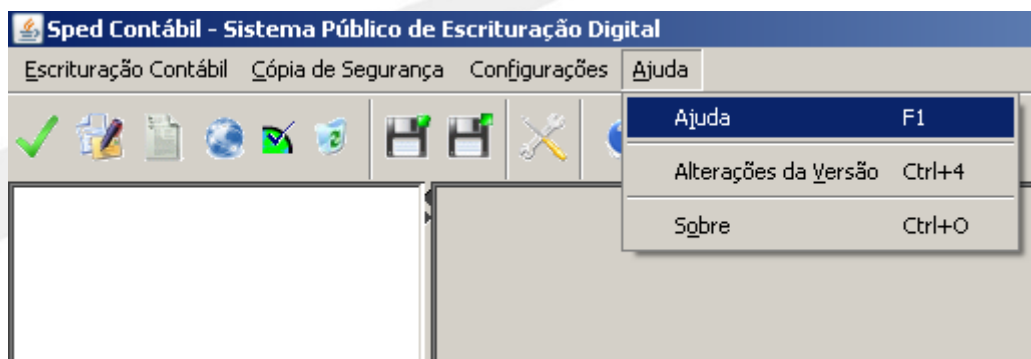 Sped Contábil - Sistema Público de Escrituração Digital
Escrituração Contábil Cópia de Segurança Configurações Ajuda
Ajuda F1
Alterações da Versão Ctrl+4
Sobre Ctrl+O